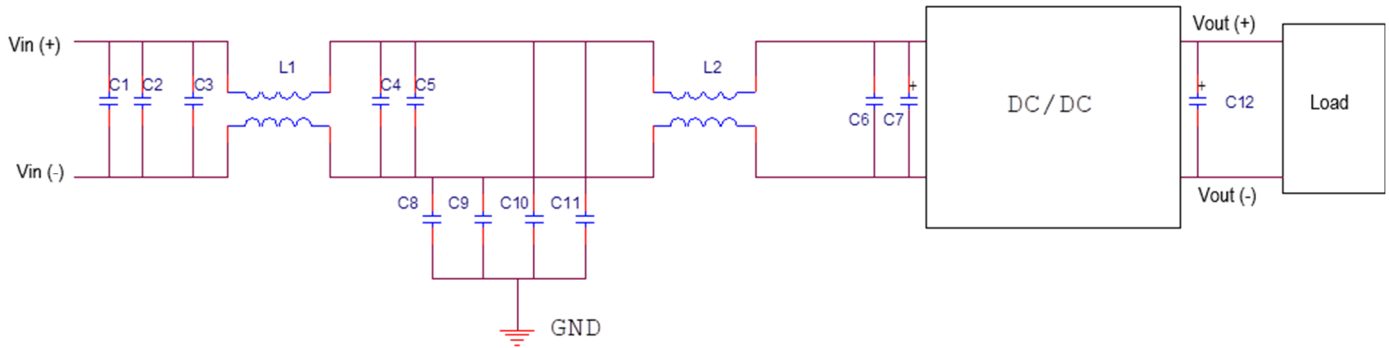 Vin (+)
Vin (-)
C1 C2 C3
L1
C4 C5
L2
C6 C7
+
DC/DC
Vout (+)
+
C12
Load
Vout (-)
C8 C9 C10 C11
GND